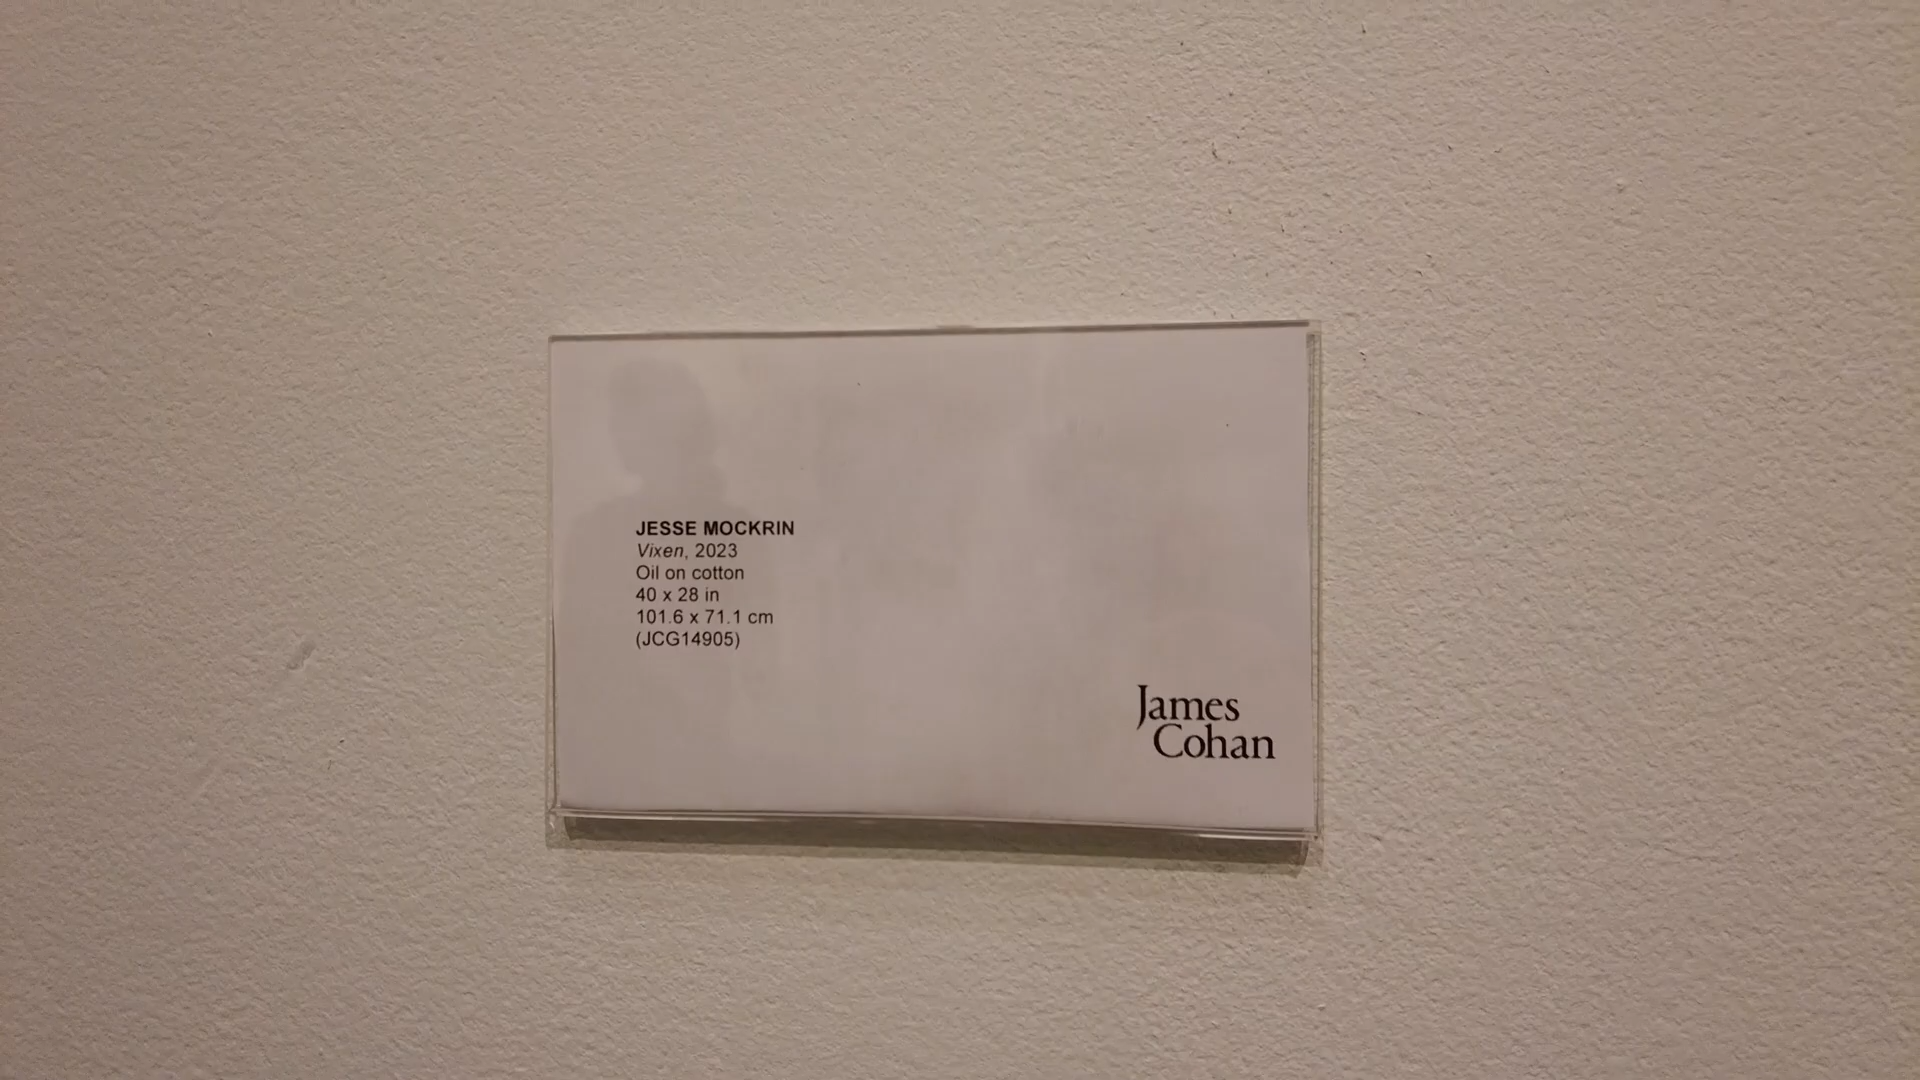 JESSE MOCKRIN
Vixen, 2023
Oil on cotton
40 x 28 in
101.6 x 71.1 cm
(JCG14905)
James
Cohan